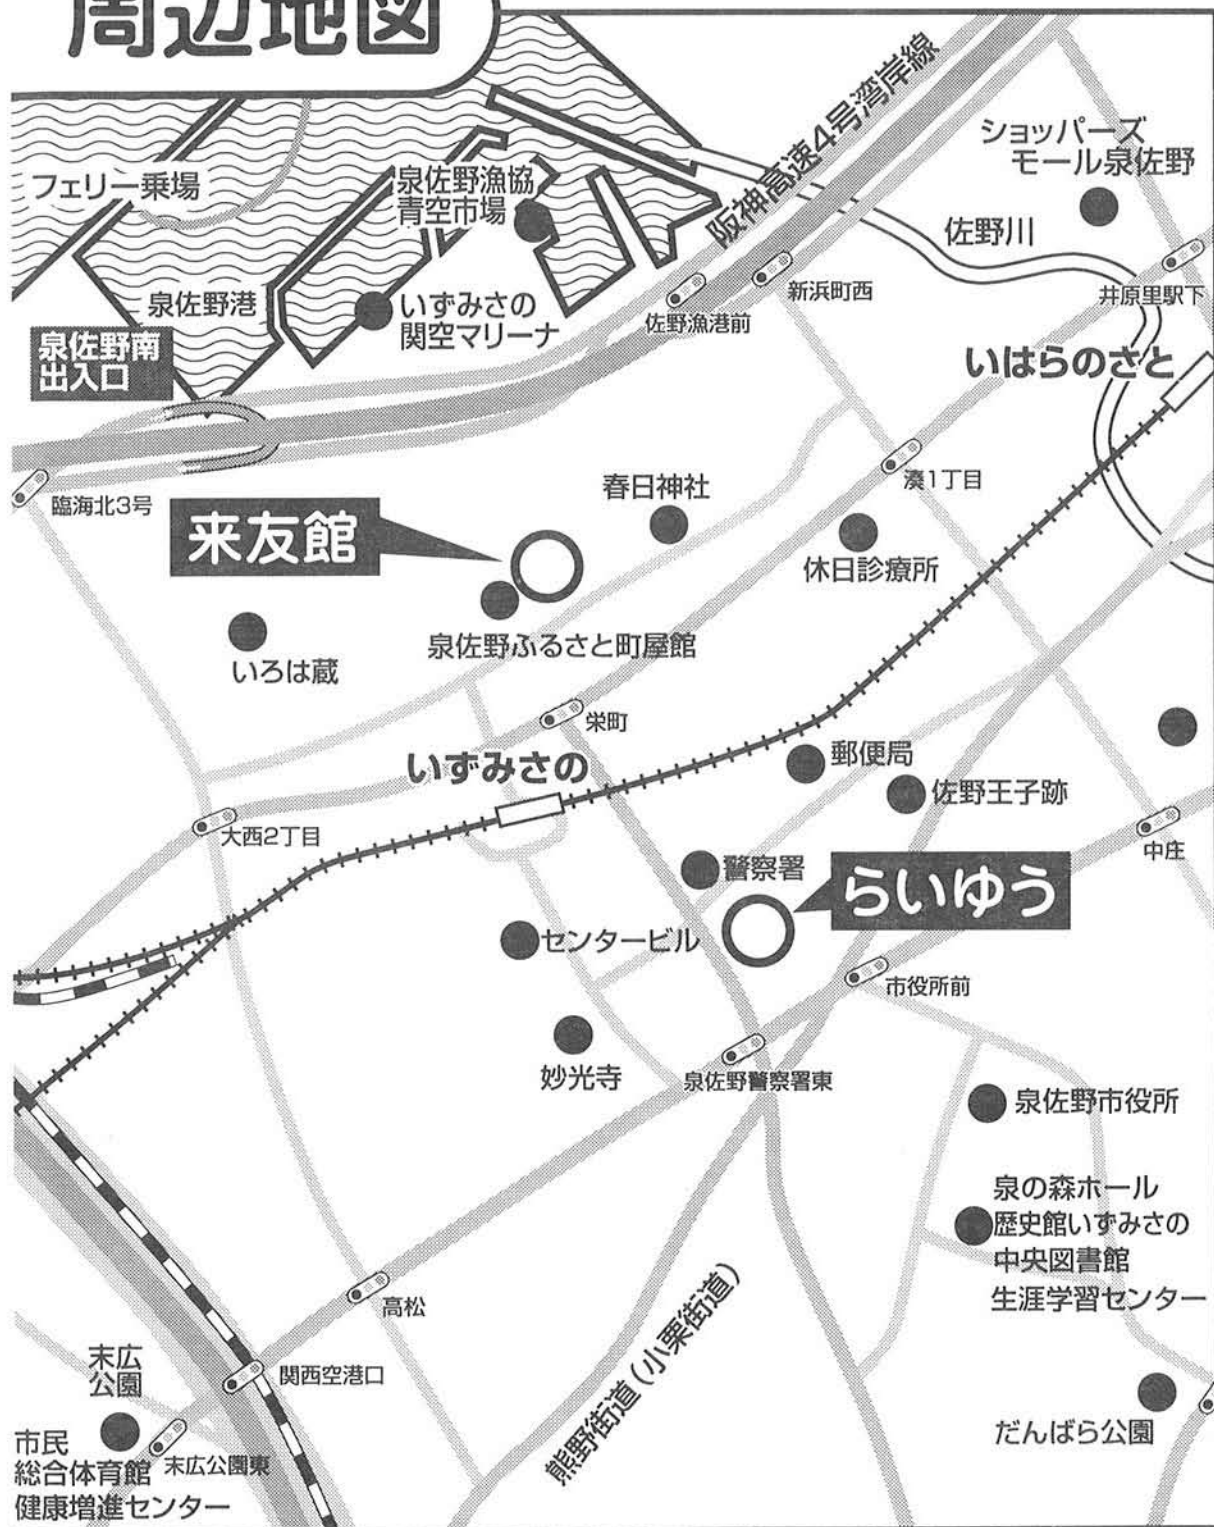 周辺地図
阪神高速4号湾岸線
ショッパーズ
モール泉佐野
フェリー乗場
泉佐野漁協
青空市場
佐野川
泉佐野港
いずみさの
関空マリーナ
新浜町西
井原里駅下
佐野漁港前
泉佐野南
出入口
いはらのさと
臨海北3号
春日神社
湊1丁目
来友館
休日診療所
泉佐野ふるさと町屋館
いろは蔵
栄町
いずみさの
郵便局
佐野王子跡
大西2丁目
中庄
警察署
らいゆう
センタービル
市役所前
妙光寺
泉佐野警察署東
泉佐野市役所
泉の森ホール
歴史館いずみさの
中央図書館
生涯学習センター
高松
熊野街道(小栗街道)
関西空港口
末広
公園
だんばら公園
市民
総合体育館
健康増進センター
末広公園東